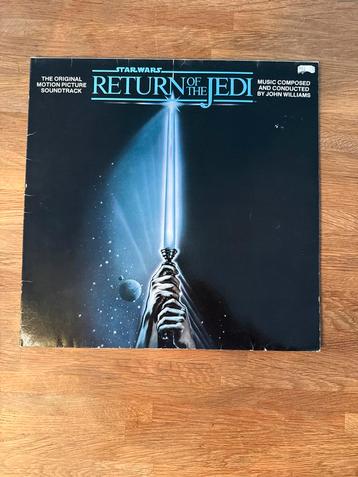 THE ORIGINAL
MOTION PICTURE
SOUNDTRACK
STAR WARS
RETURN OF THE JEDI
MUSIC COMPOSED
AND CONDUCTED
BY JOHN WILLIAMS